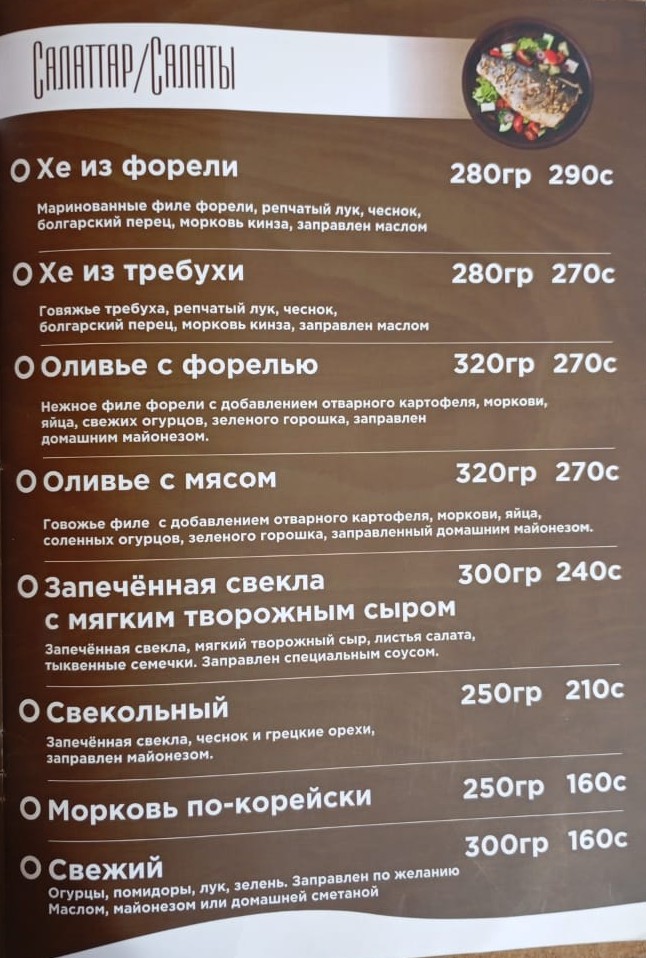 Салаттар/Салаты
Хе из форели 280гр 290с
Маринованные филе форели, репчатый лук, чеснок,
болгарский перец, морковь кинза, заправлен маслом
Хе из требухи 280гр 270с
Говяжье требуха, репчатый лук, чеснок,
болгарский перец, морковь кинза, заправлен маслом
Оливье с форелью 320гр 270с
Нежное филе форели с добавлением отварного картофеля, моркови,
яйца, свежих огурцов, зеленого горошка, заправлен
домашним майонезом.
Оливье с мясом 320гр 270с
Говожье филе с добавлением отварного картофеля, моркови, яйца,
соленных огурцов, зеленого горошка, заправленный домашним майонезом.
Запечённая свекла 300гр 240с
с мягким творожным сыром
Запечённая свекла, мягкий творожный сыр, листья салата,
тыквенные семечки. Заправлен специальным соусом.
Свекольный 250гр 210с
Запечённая свекла, чеснок и грецкие орехи,
заправлен майонезом.
Морковь по-корейски 250гр 160с
Свежий 300гр 160с
Огурцы, помидоры, лук, зелень. Заправлен по желанию
Маслом, майонезом или домашней сметаной